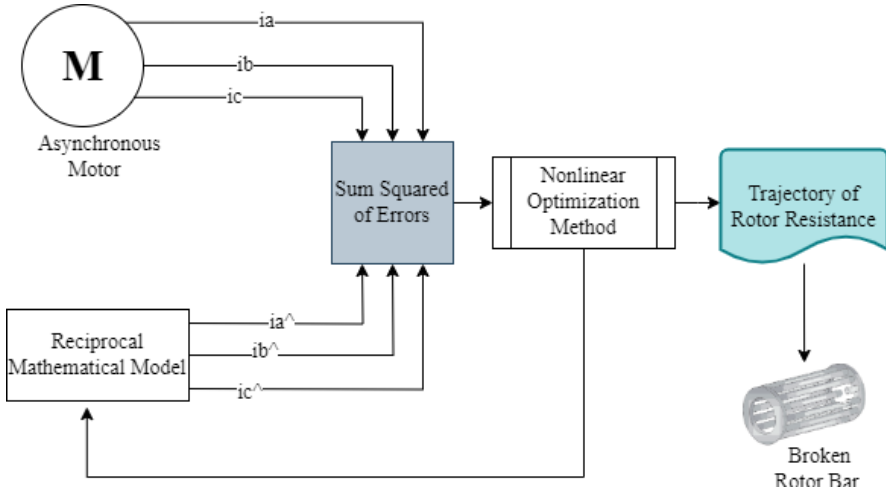 ia
M
ib
ic
Asynchronous
Motor
Sum Squared
of Errors
Nonlinear
Optimization
Method
Trajectory of
Rotor Resistance
Reciprocal
Mathematical Model
ia^
ib^
ic^
Broken
Rotor Bar